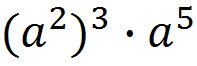 (a²)³ · a⁵